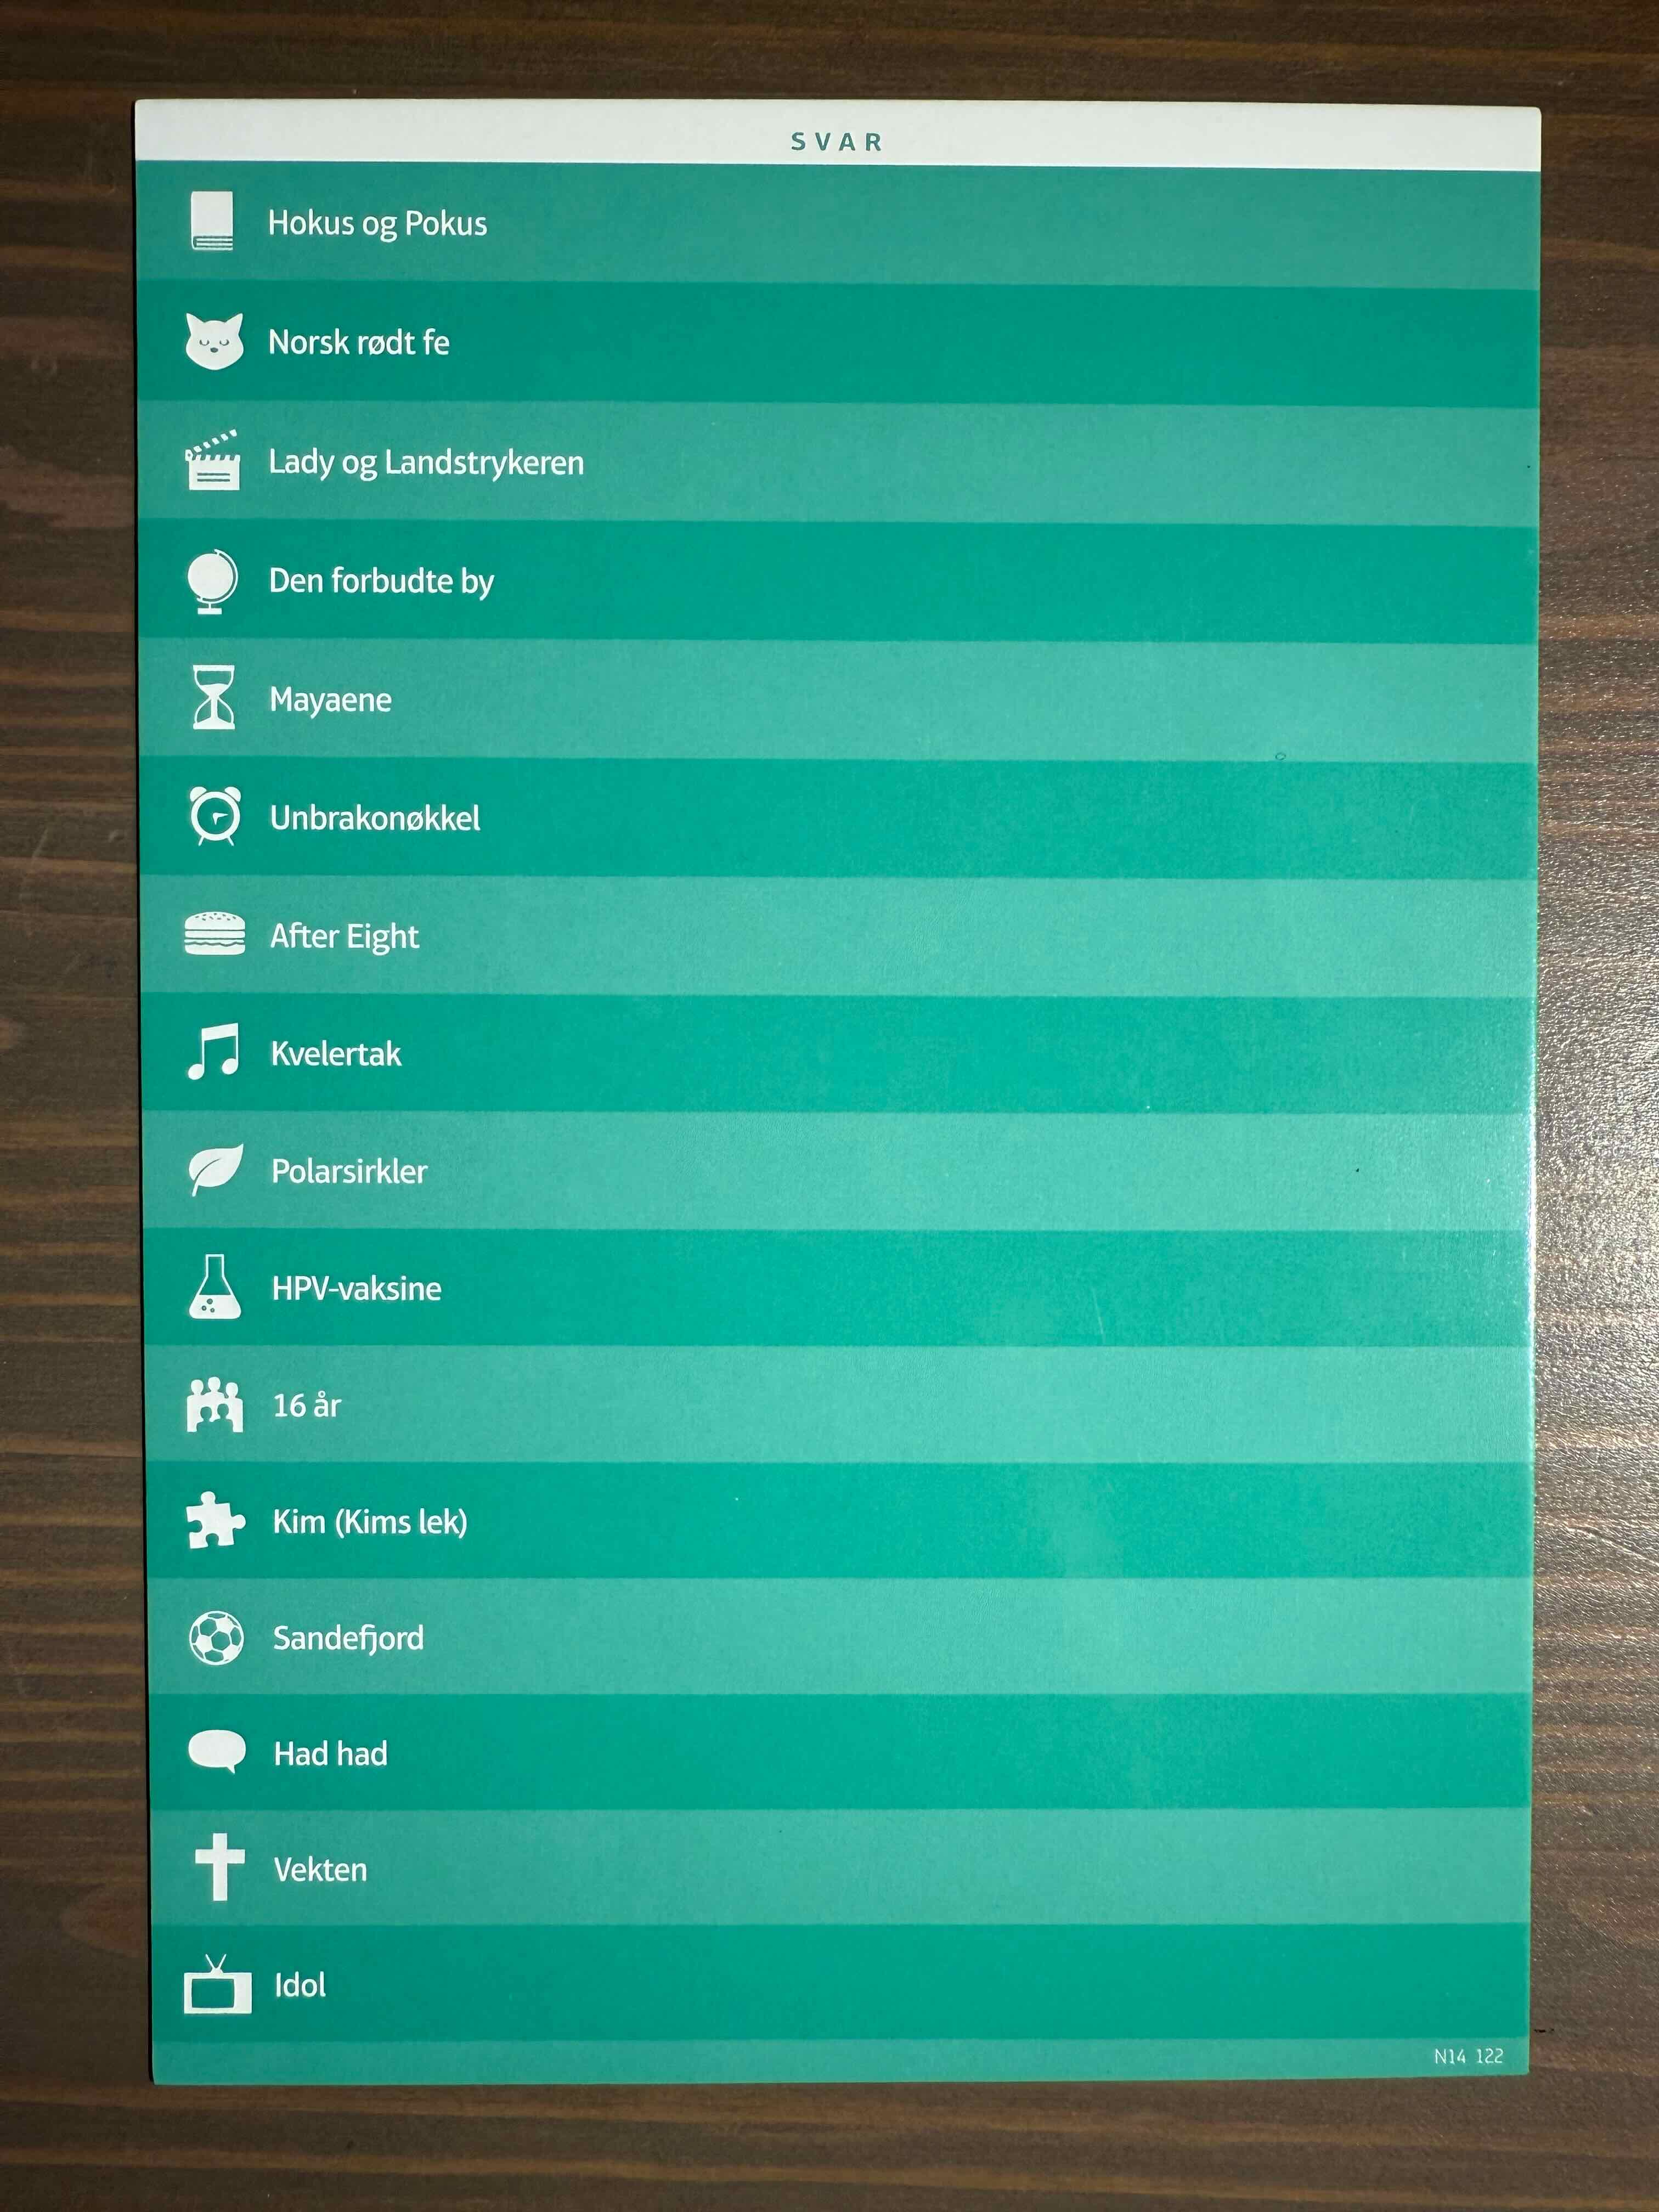 SVAR
Hokus og Pokus
Norsk rødt fe
Lady og Landstrykeren
Den forbudte by
Mayaene
Unbrakonøkkel
After Eight
Kvelertak
Polarsirkler
HPV-vaksine
16 år
Kim (Kims lek)
Sandefjord
Had had
Vekten
Idol
N14 122